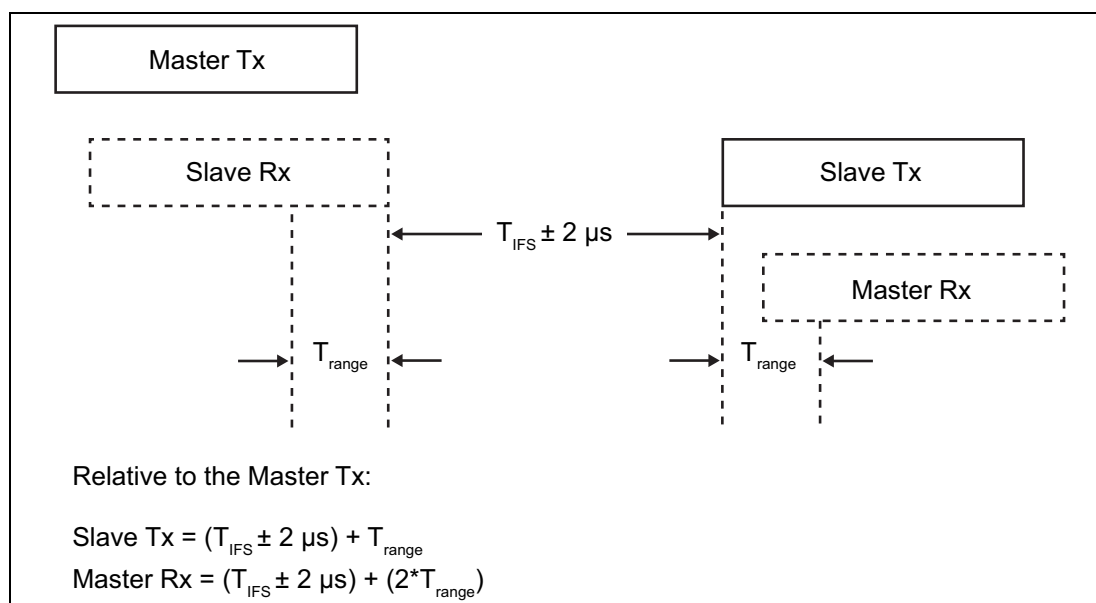 Master Tx
Slave Rx
Slave Tx
T_IFS ± 2 µs
Master Rx
T_range
T_range
Relative to the Master Tx:
Slave Tx = (T_IFS ± 2 µs) + T_range
Master Rx = (T_IFS ± 2 µs) + (2*T_range)